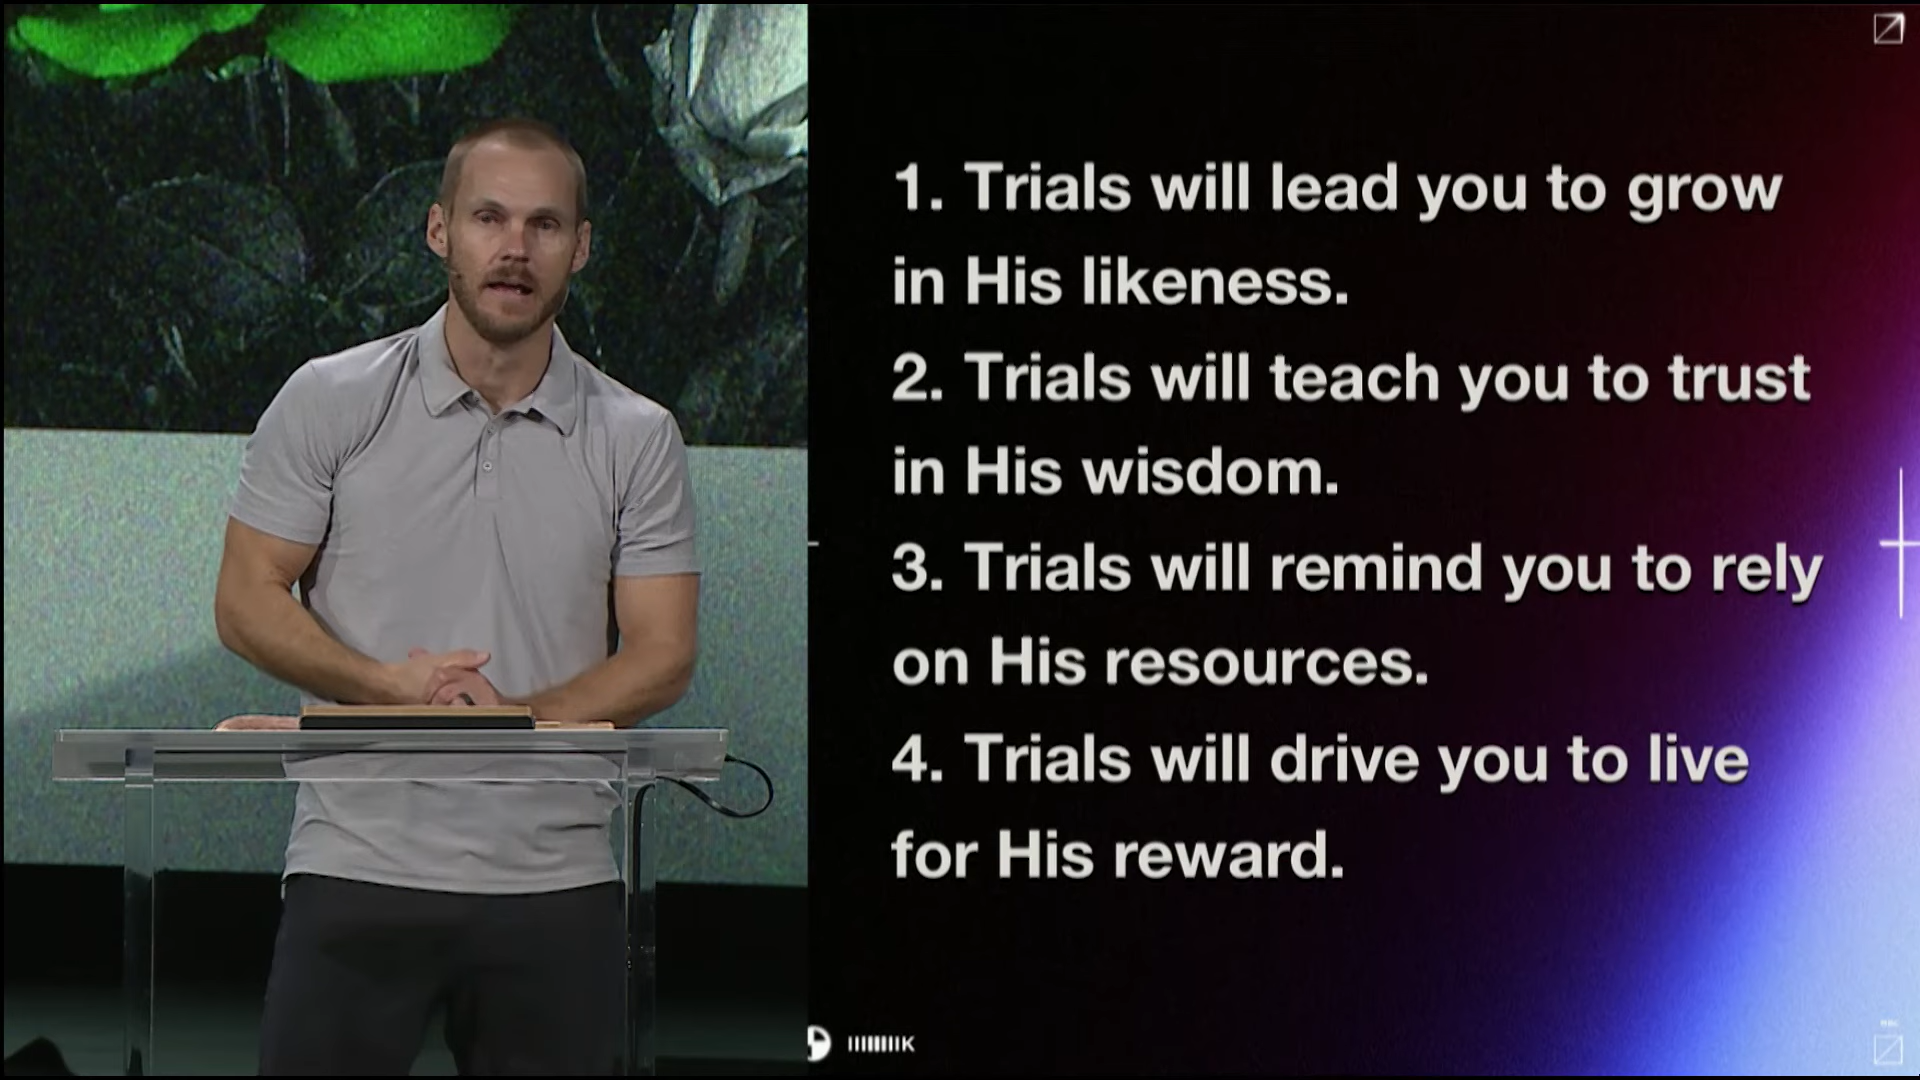 1. Trials will lead you to grow
in His likeness.
2. Trials will teach you to trust
in His wisdom.
3. Trials will remind you to rely
on His resources.
4. Trials will drive you to live
for His reward.